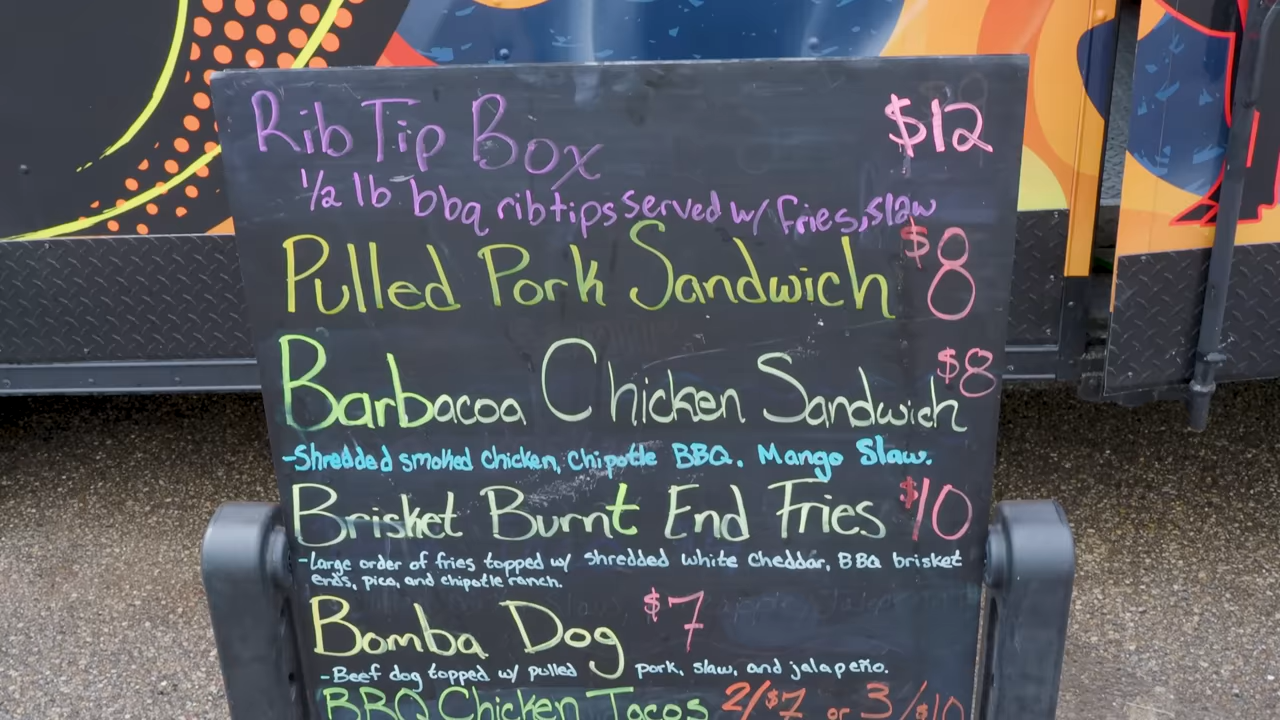 Rib Tip Box $12
1/2 lb bbq rib tips served w/ fries, slaw
Pulled Pork Sandwich $8
Barbacoa Chicken Sandwich $8
-Shredded smoked chicken, Chipotle BBQ. Mango Slaw.
Brisket Burnt End Fries $10
-Large order of fries topped w/ shredded white cheddar, BBQ brisket
ends, pica, and chipotle ranch.
Bomba Dog $7
-Beef dog topped w/ pulled pork, slaw, and jalapeño.
BBQ Chicken Tacos 2/$7 or 3/$10